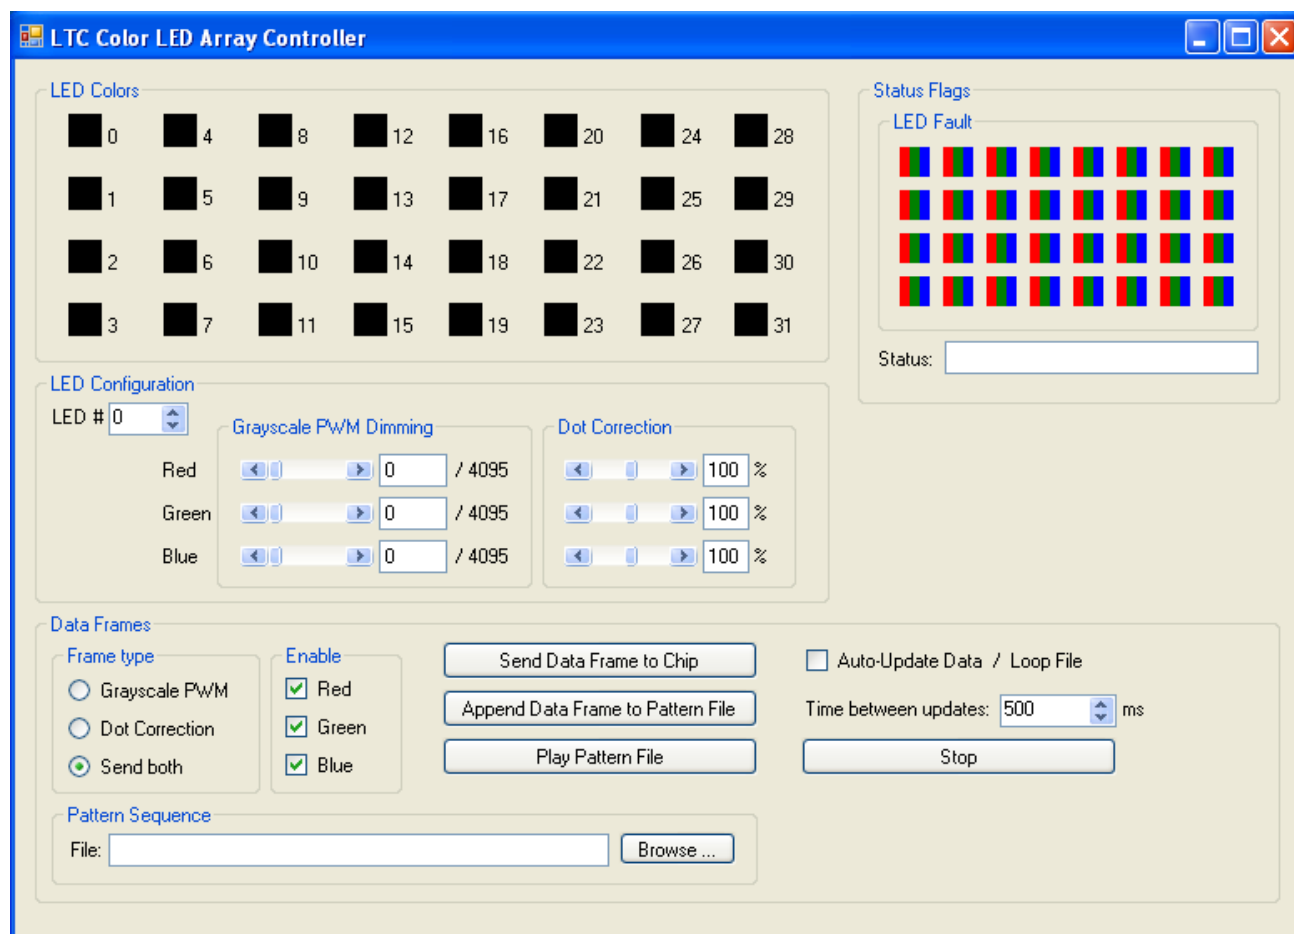 LTC Color LED Array Controller
LED Colors
0 4 8 12 16 20 24 28
1 5 9 13 17 21 25 29
2 6 10 14 18 22 26 30
3 7 11 15 19 23 27 31
Status Flags
LED Fault
Status:
LED Configuration
LED # 0
Grayscale PWM Dimming
Dot Correction
Red 0 / 4095 100 %
Green 0 / 4095 100 %
Blue 0 / 4095 100 %
Data Frames
Frame type
Grayscale PWM
Dot Correction
Send both
Enable
Red
Green
Blue
Send Data Frame to Chip
Append Data Frame to Pattern File
Play Pattern File
Auto-Update Data / Loop File
Time between updates: 500 ms
Stop
Pattern Sequence
File: Browse ...